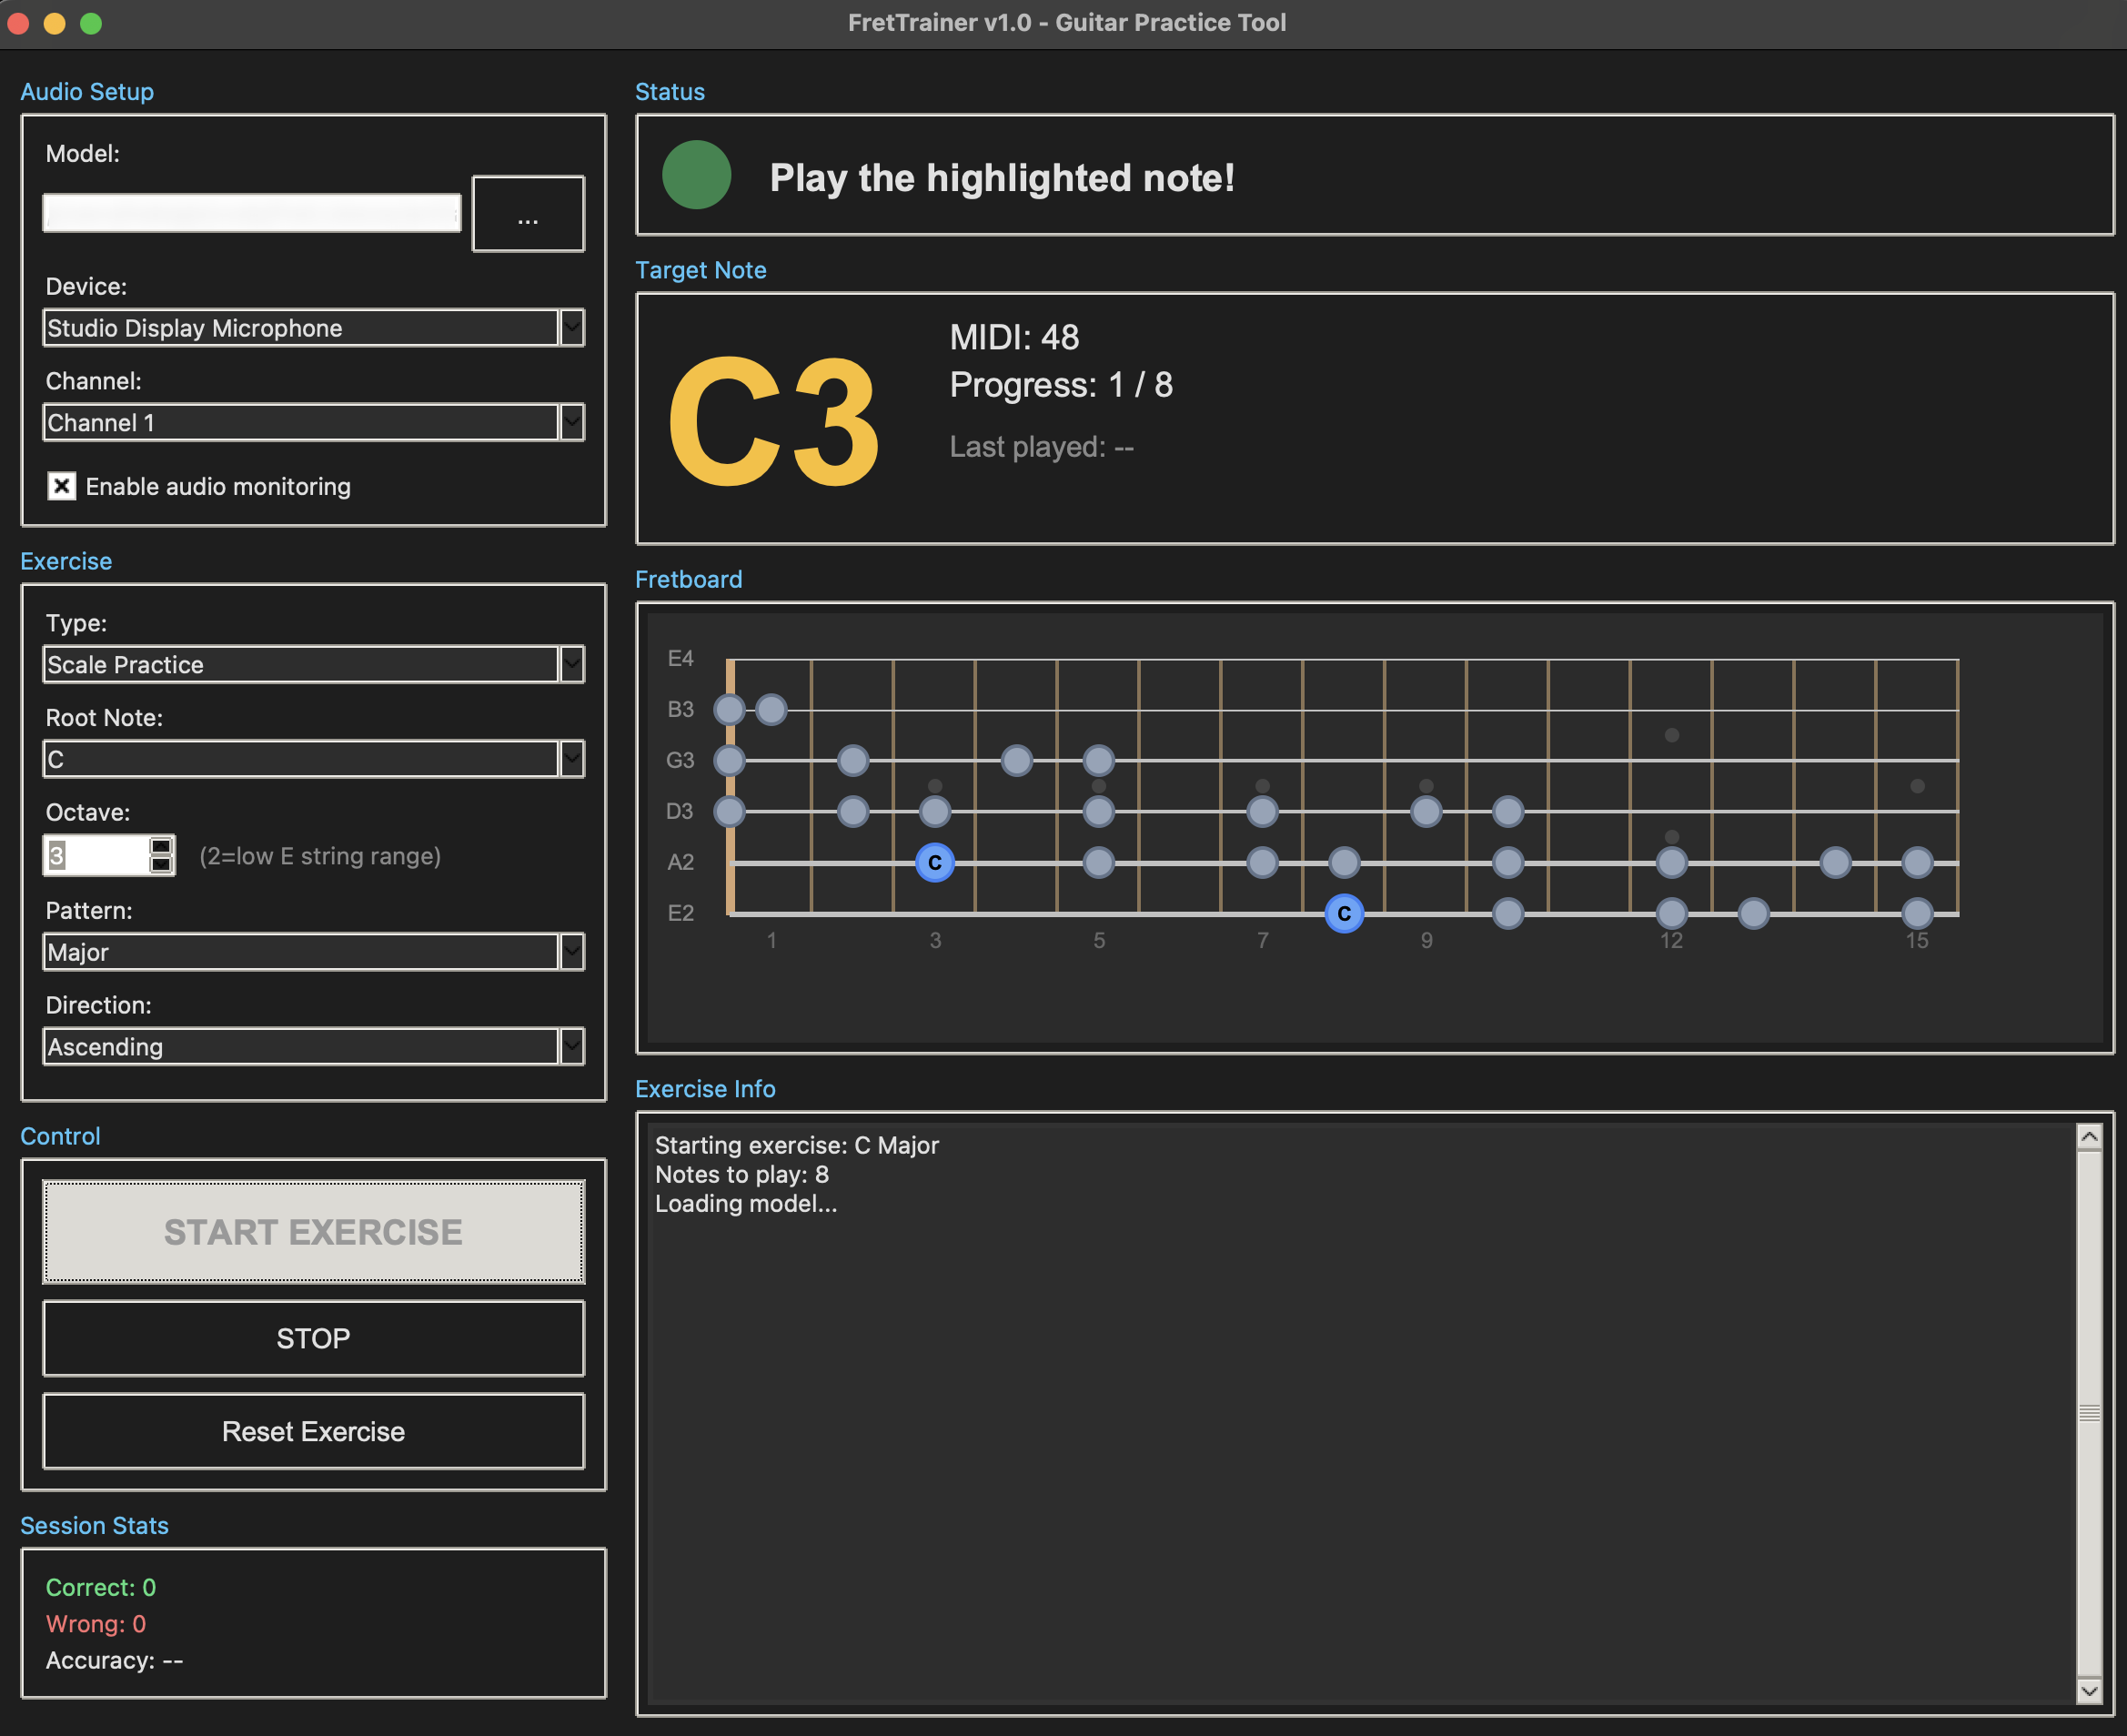 FretTrainer v1.0 - Guitar Practice Tool
Audio Setup
Model:
...
Device:
Studio Display Microphone
Channel:
Channel 1
Enable audio monitoring
Exercise
Type:
Scale Practice
Root Note:
C
Octave:
3
(2=low E string range)
Pattern:
Major
Direction:
Ascending
Control
START EXERCISE
STOP
Reset Exercise
Session Stats
Correct: 0
Wrong: 0
Accuracy: --
Status
Play the highlighted note!
Target Note
C3
MIDI: 48
Progress: 1 / 8
Last played: --
Fretboard
E4
B3
G3
D3
A2
C
E2
C
1 3 5 7 9 12 15
Exercise Info
Starting exercise: C Major
Notes to play: 8
Loading model...